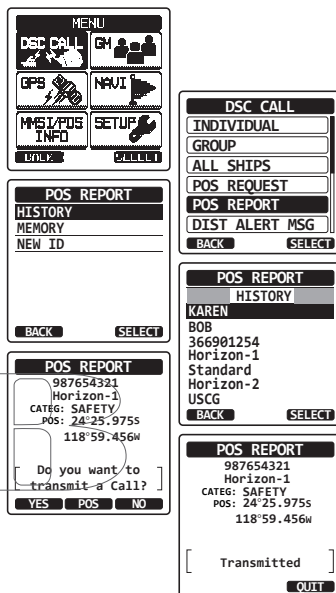 MENU
DSC CALL GM
GPS NAVI
MMSI/POS SETUP
INFO
BACK SELECT
DSC CALL
INDIVIDUAL
GROUP
ALL SHIPS
POS REQUEST
POS REPORT
DIST ALERT MSG
BACK SELECT
POS REPORT
HISTORY
MEMORY
NEW ID
BACK SELECT
POS REPORT
HISTORY
KAREN
BOB
366901254
Horizon-1
Standard
Horizon-2
USCG
BACK SELECT
POS REPORT
987654321
Horizon-1
CATEG: SAFETY
POS: 24°25.975S
118°59.456W
Do you want to
transmit a Call?
YES POS NO
POS REPORT
987654321
Horizon-1
CATEG: SAFETY
POS: 24°25.975S
118°59.456W
Transmitted
QUIT